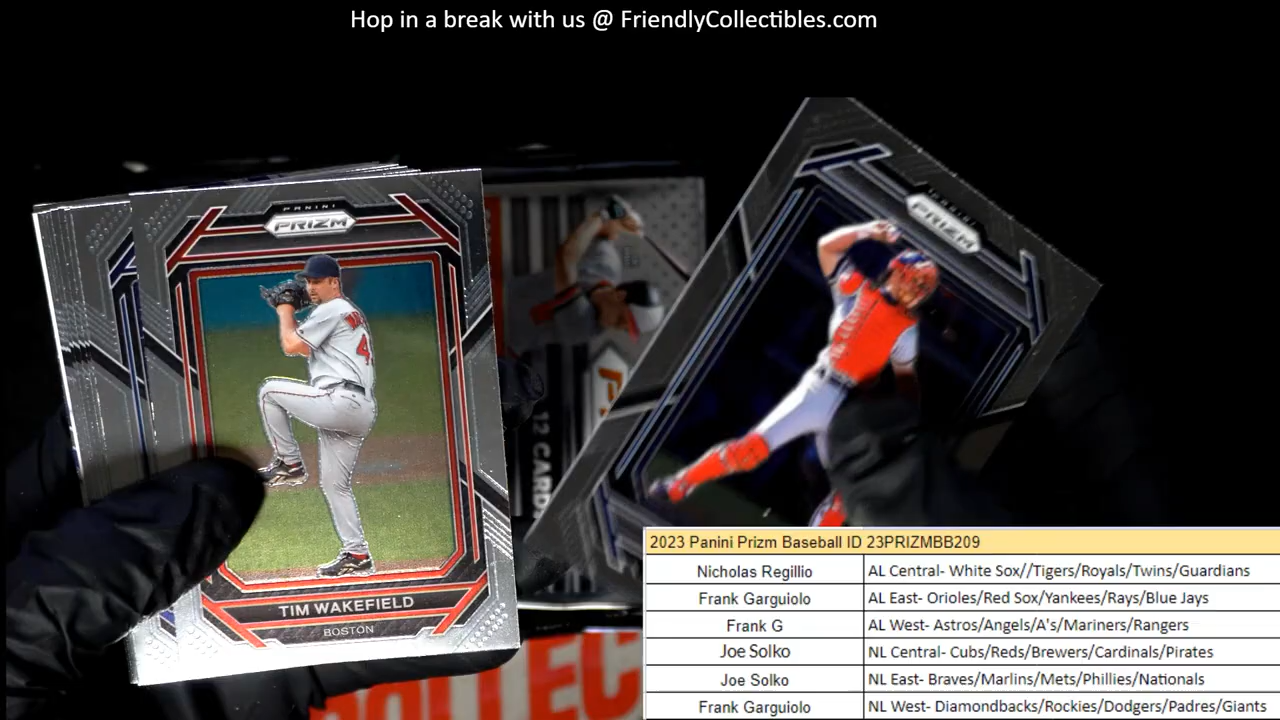 Hop in a break with us @ FriendlyCollectibles.com
PANINI
PRIZM
PRIZM
12 CARD
TIM WAKEFIELD
BOSTON
2023 Panini Prizm Baseball ID 23PRIZMBB209
Nicholas Regillio AL Central- White Sox//Tigers/Royals/Twins/Guardians
Frank Garguiolo AL East- Orioles/Red Sox/Yankees/Rays/Blue Jays
Frank G AL West- Astros/Angels/A's/Mariners/Rangers
Joe Solko NL Central- Cubs/Reds/Brewers/Cardinals/Pirates
Joe Solko NL East- Braves/Marlins/Mets/Phillies/Nationals
Frank Garguiolo NL West- Diamondbacks/Rockies/Dodgers/Padres/Giants